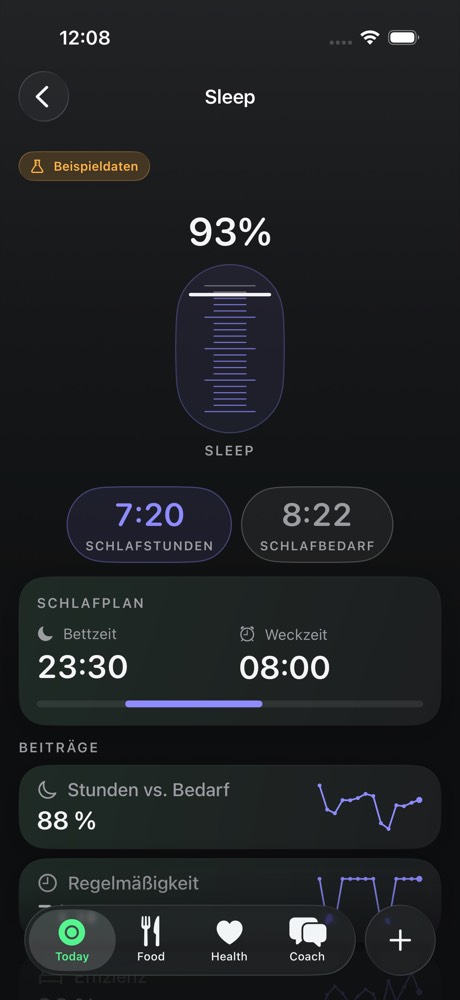 12:08
Sleep
Beispieldaten
93%
SLEEP
7:20
SCHLAFSTUNDEN
8:22
SCHLAFBEDARF
SCHLAFPLAN
Bettzeit
Weckzeit
23:30
08:00
BEITRÄGE
Stunden vs. Bedarf
88 %
Regelmäßigkeit
Effizienz
Today
Food
Health
Coach